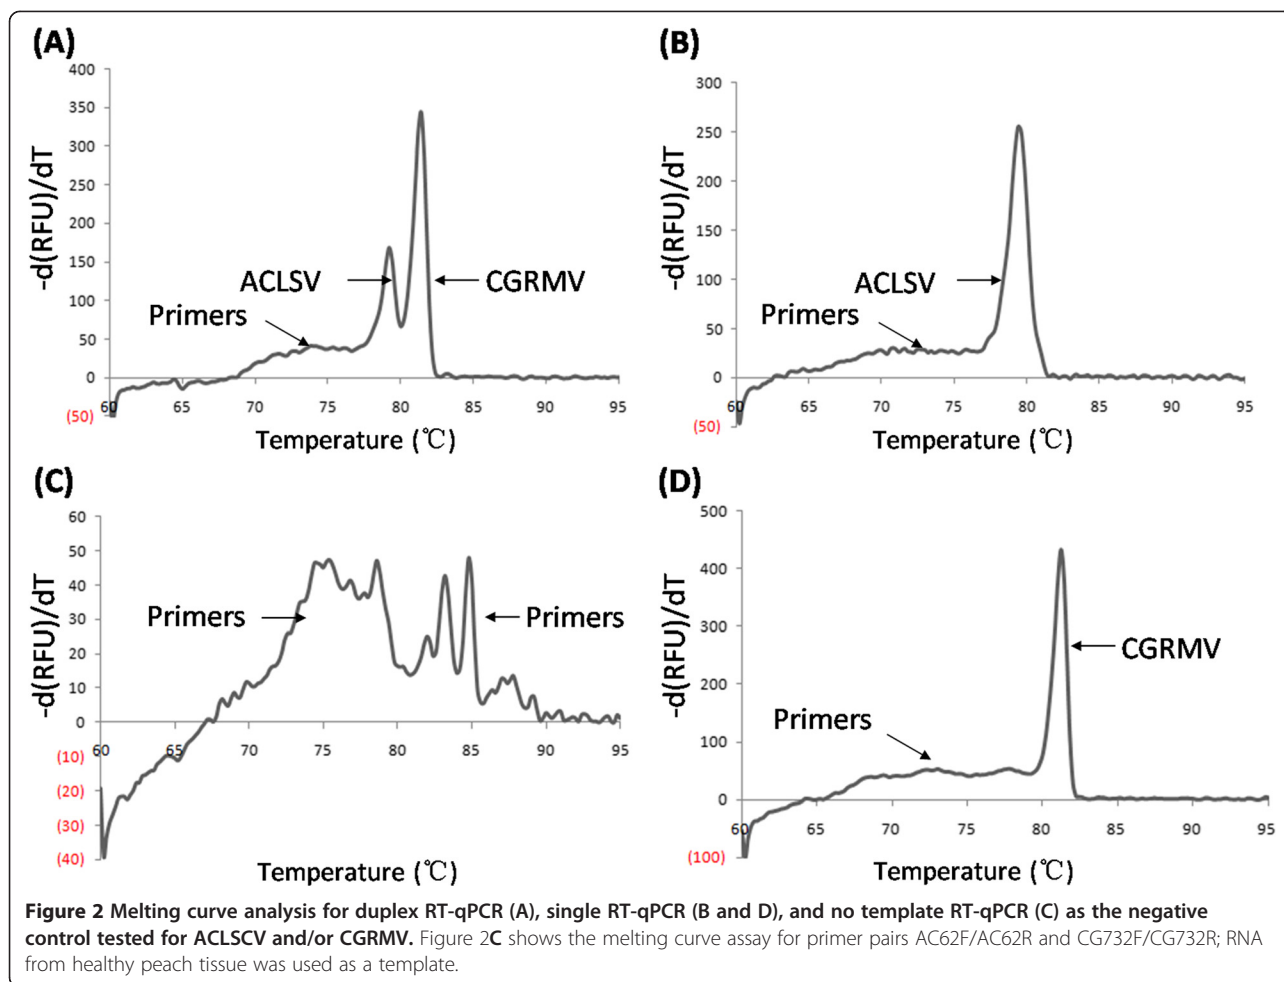 (A)
400
350
300
250
200
150
100
50
0
(50)
60 65 70 75 80 85 90 95
-d(RFU)/dT
ACLSV
CGRMV
Primers
Temperature (℃)
(B)
300
250
200
150
100
50
0
(50)
60 65 70 75 80 85 90 95
-d(RFU)/dT
ACLSV
Primers
Temperature (℃)
(C)
60
50
40
30
20
10
0
(10)
(20)
(30)
(40)
60 65 70 75 80 85 90 95
-d(RFU)/dT
Primers
Primers
Temperature (℃)
(D)
500
400
300
200
100
0
(100)
60 65 70 75 80 85 90 95
-d(RFU)/dT
CGRMV
Primers
Temperature (℃)
Figure 2 Melting curve analysis for duplex RT-qPCR (A), single RT-qPCR (B and D), and no template RT-qPCR (C) as the negative
control tested for ACLSCV and/or CGRMV. Figure 2C shows the melting curve assay for primer pairs AC62F/AC62R and CG732F/CG732R; RNA
from healthy peach tissue was used as a template.